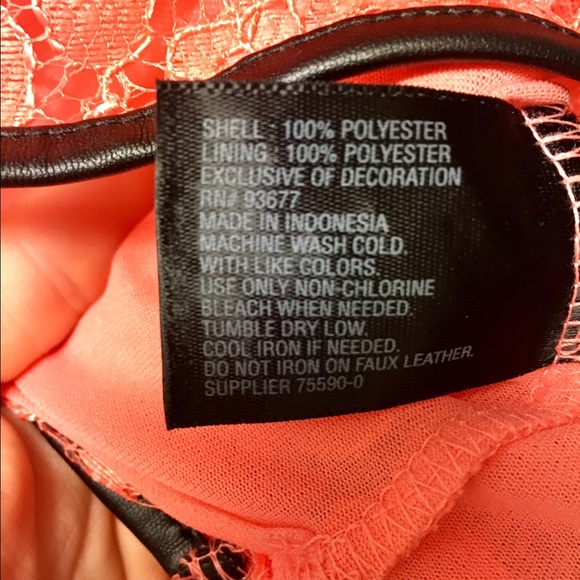 SHELL : 100% POLYESTER
LINING : 100% POLYESTER
EXCLUSIVE OF DECORATION
RN# 93677
MADE IN INDONESIA
MACHINE WASH COLD.
WITH LIKE COLORS.
USE ONLY NON-CHLORINE
BLEACH WHEN NEEDED.
TUMBLE DRY LOW.
COOL IRON IF NEEDED.
DO NOT IRON ON FAUX LEATHER.
SUPPLIER 75590-0